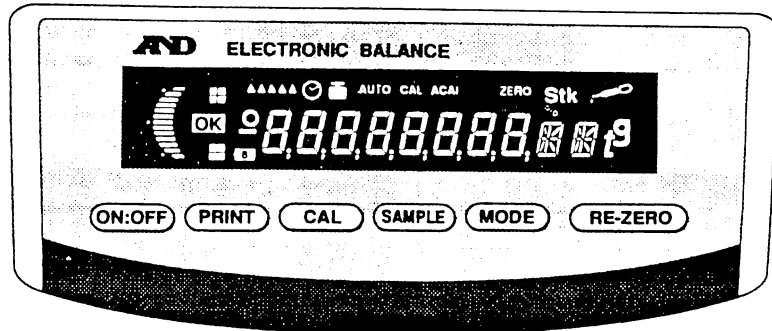 AND ELECTRONIC BALANCE
AUTO CAL ACAI ZERO Stk
OK 8.8.8.8.8.8.8.8. t g
8
ON:OFF PRINT CAL SAMPLE MODE RE-ZERO